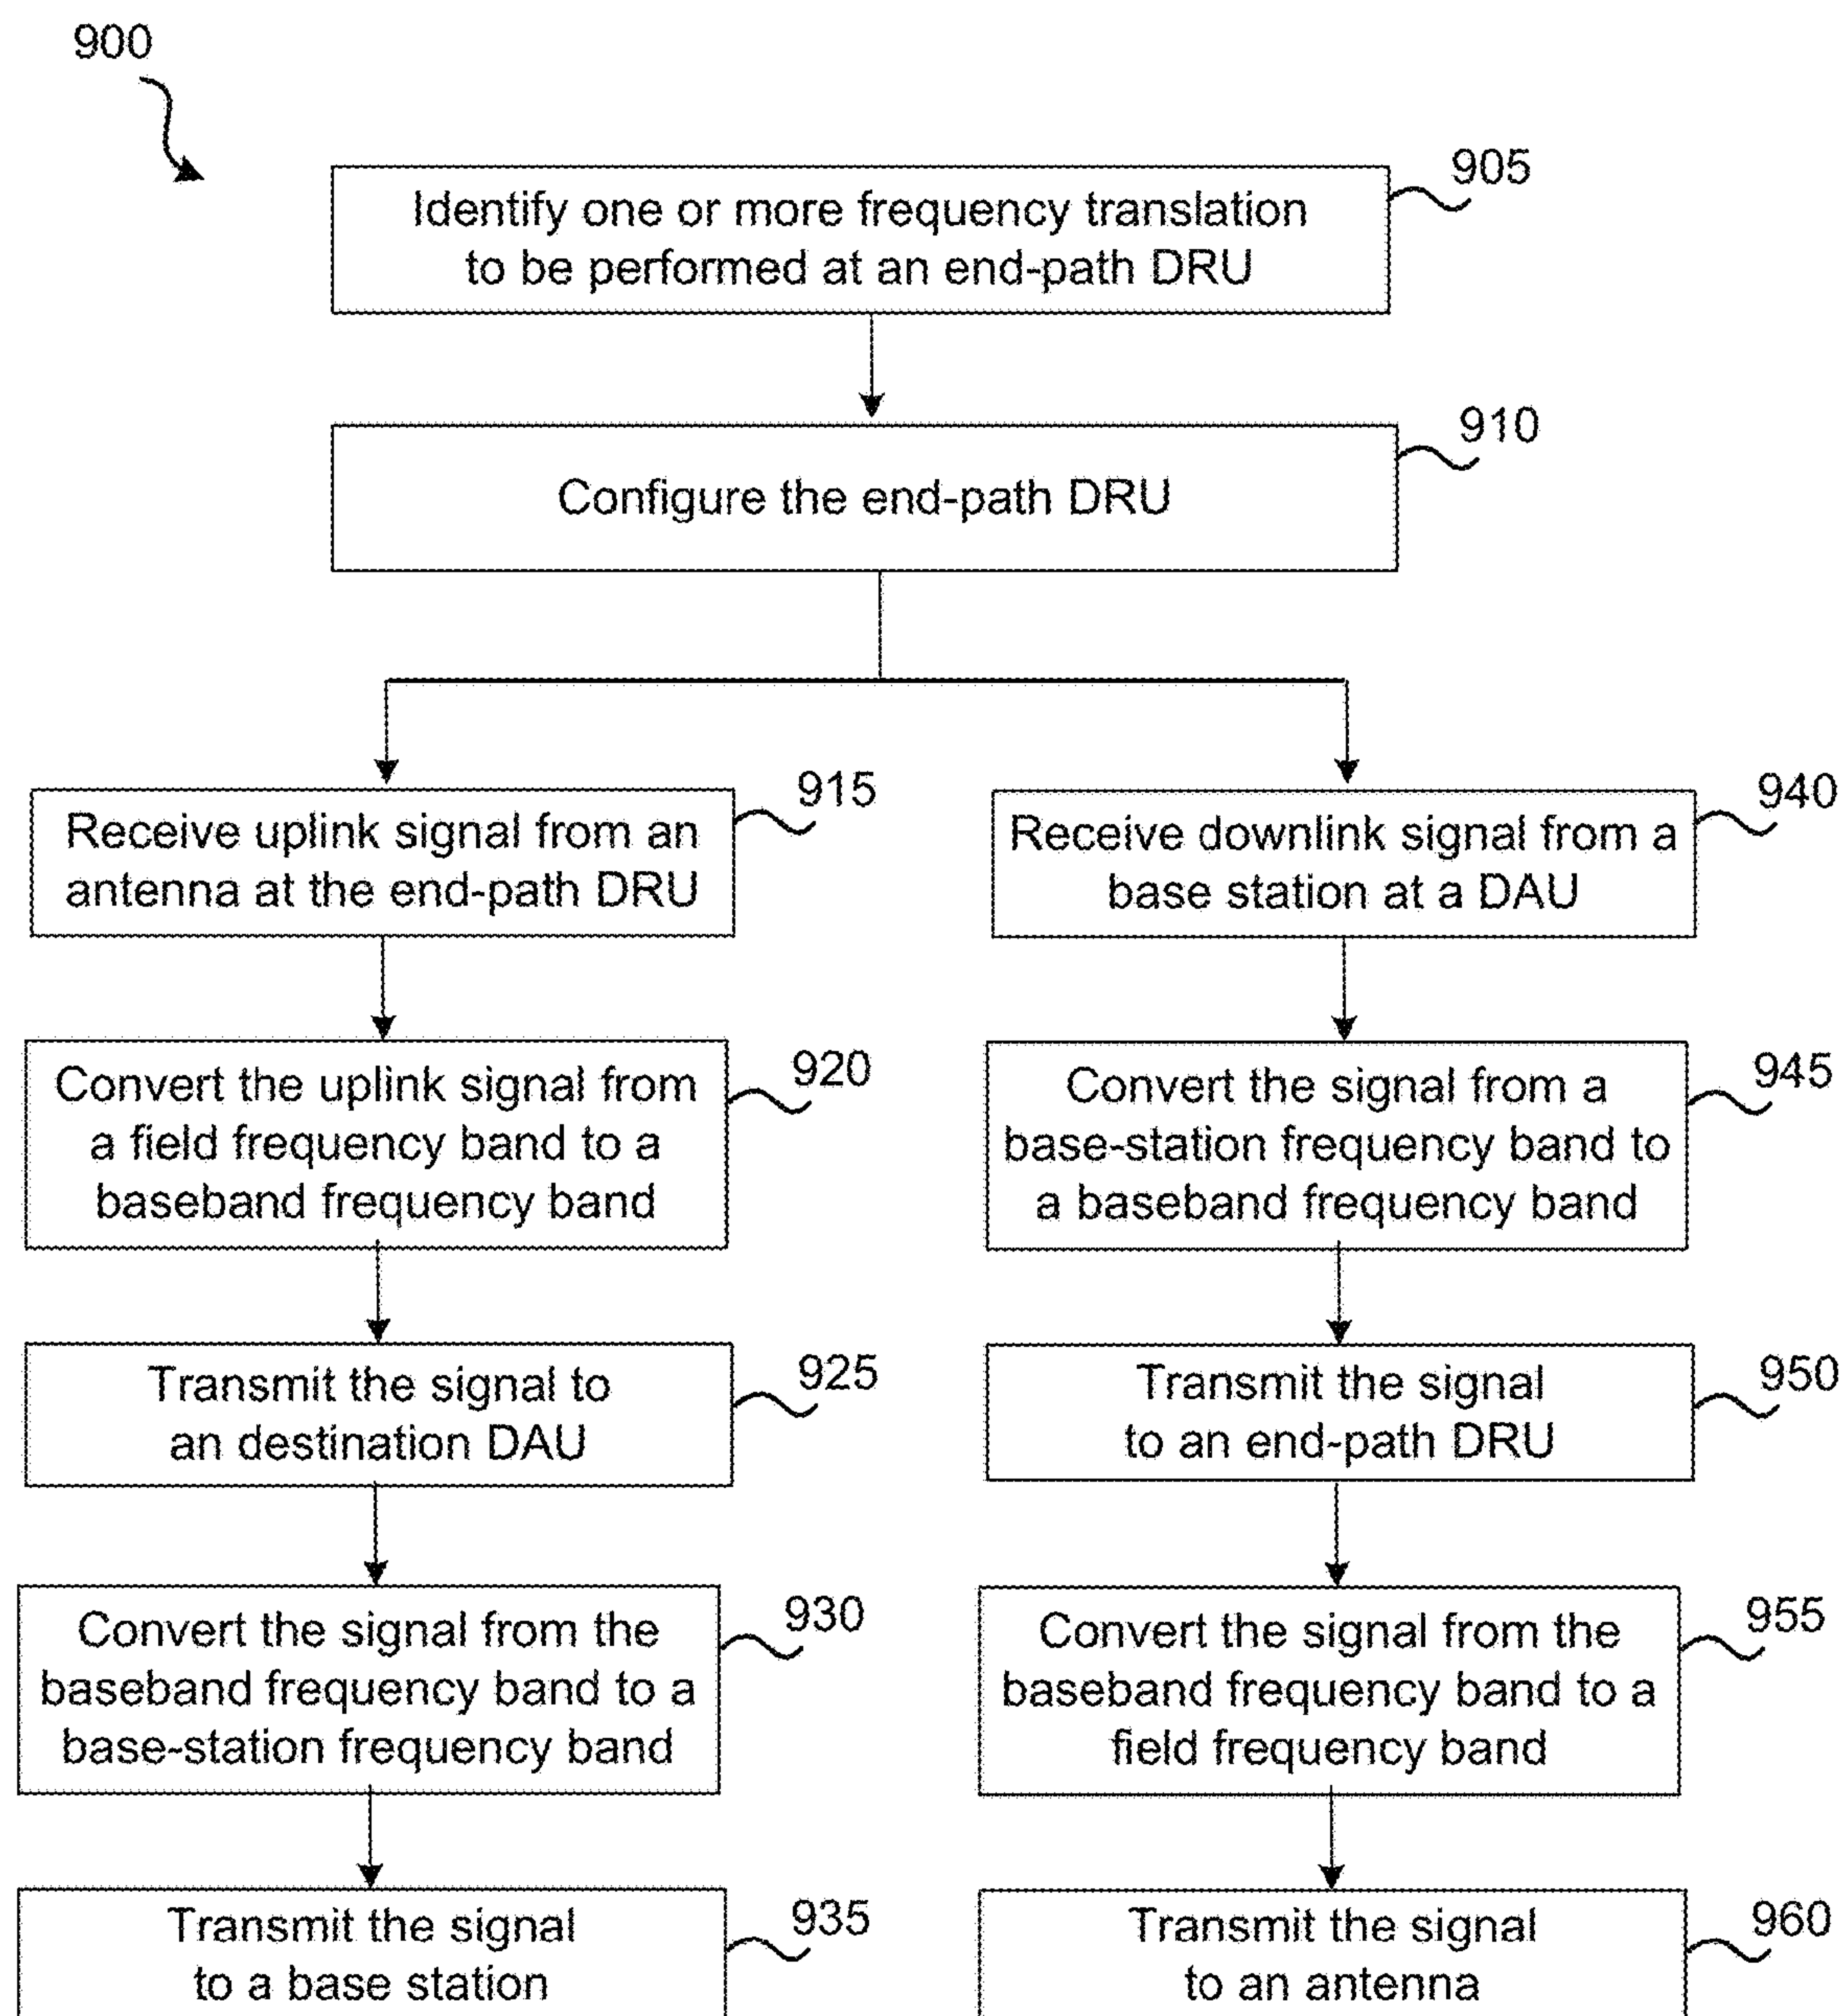 900
905
Identify one or more frequency translation
to be performed at an end-path DRU
910
Configure the end-path DRU
915
Receive uplink signal from an
antenna at the end-path DRU
920
Convert the uplink signal from
a field frequency band to a
baseband frequency band
925
Transmit the signal to
an destination DAU
930
Convert the signal from the
baseband frequency band to a
base-station frequency band
935
Transmit the signal
to a base station
940
Receive downlink signal from a
base station at a DAU
945
Convert the signal from a
base-station frequency band to
a baseband frequency band
950
Transmit the signal
to an end-path DRU
955
Convert the signal from the
baseband frequency band to a
field frequency band
960
Transmit the signal
to an antenna